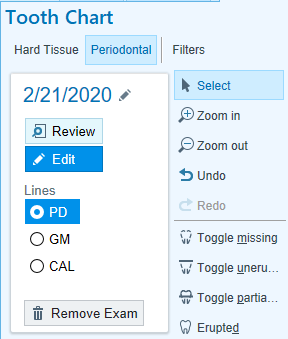 Tooth Chart
Hard Tissue
Periodontal
Filters
2/21/2020
Review
Edit
Lines
PD
GM
CAL
Remove Exam
Select
Zoom in
Zoom out
Undo
Redo
Toggle missing
Toggle uneru...
Toggle partia...
Erupted